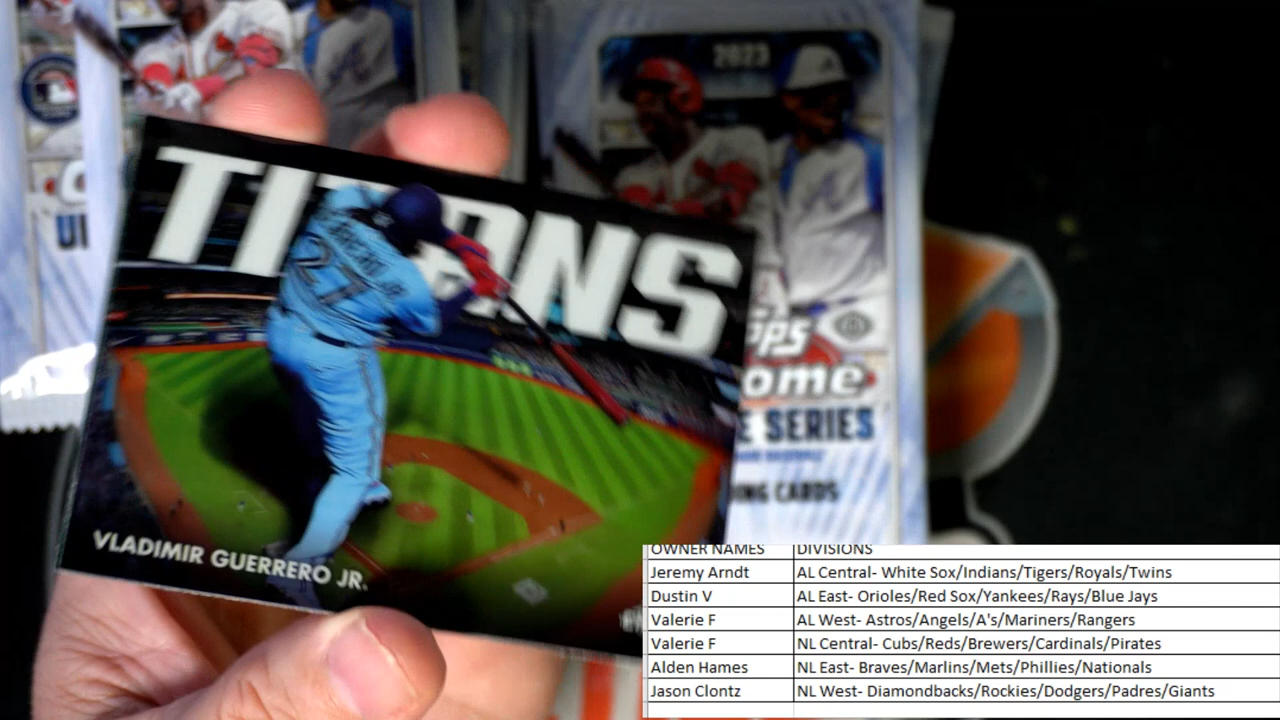 2023
TITANS
27
VLADIMIR GUERRERO JR.
OWNER NAMES DIVISIONS
Jeremy Arndt AL Central- White Sox/Indians/Tigers/Royals/Twins
Dustin V AL East- Orioles/Red Sox/Yankees/Rays/Blue Jays
Valerie F AL West- Astros/Angels/A's/Mariners/Rangers
Valerie F NL Central- Cubs/Reds/Brewers/Cardinals/Pirates
Alden Hames NL East- Braves/Marlins/Mets/Phillies/Nationals
Jason Clontz NL West- Diamondbacks/Rockies/Dodgers/Padres/Giants
SERIES
CARDS